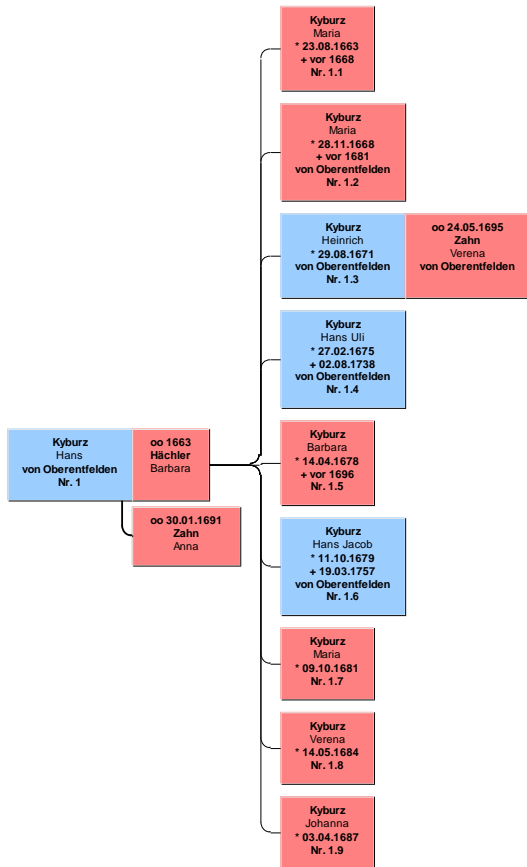 Kyburz
Maria
* 23.08.1663
+ vor 1668
Nr. 1.1
Kyburz
Maria
* 28.11.1668
+ vor 1681
von Oberentfelden
Nr. 1.2
Kyburz
Heinrich
* 29.08.1671
von Oberentfelden
Nr. 1.3
oo 24.05.1695
Zahn
Verena
von Oberentfelden
Kyburz
Hans Uli
* 27.02.1675
+ 02.08.1738
von Oberentfelden
Nr. 1.4
Kyburz
Hans
von Oberentfelden
Nr. 1
oo 1663
Hächler
Barbara
oo 30.01.1691
Zahn
Anna
Kyburz
Barbara
* 14.04.1678
+ vor 1696
Nr. 1.5
Kyburz
Hans Jacob
* 11.10.1679
+ 19.03.1757
von Oberentfelden
Nr. 1.6
Kyburz
Maria
* 09.10.1681
Nr. 1.7
Kyburz
Verena
* 14.05.1684
Nr. 1.8
Kyburz
Johanna
* 03.04.1687
Nr. 1.9